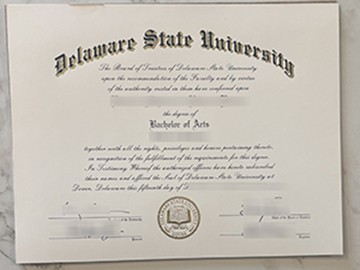 Delaware State University
The Board of Trustees of Delaware State University
upon the recommendation of the Faculty and by virtue
of the authority vested in them have conferred upon
the degree of
Bachelor of Arts
together with all the rights, privileges and honors pertaining thereto,
in recognition of the fulfillment of the requirements for this degree.
In Testimony Whereof the authorized officers have hereto subscribed
their names and affixed the Seal of Delaware State University at
Dover, Delaware this fifteenth day of